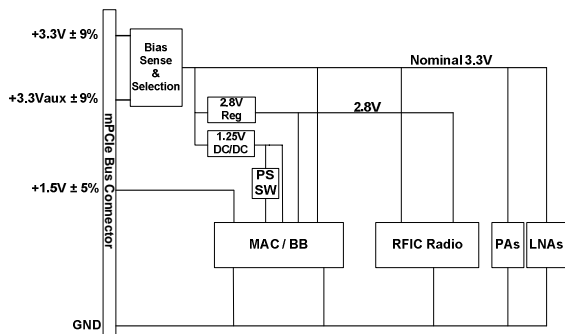 +3.3V ± 9%
Bias
Sense
&
Selection
Nominal 3.3V
+3.3Vaux ± 9%
2.8V
Reg
2.8V
1.25V
DC/DC
mPCIe Bus Connector
PS
SW
+1.5V ± 5%
MAC / BB
RFIC Radio
PAs
LNAs
GND